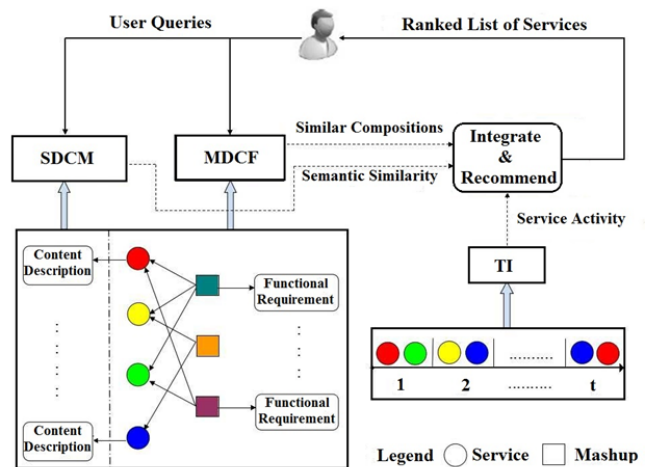 User Queries
Ranked List of Services
SDCM
MDCF
Similar Compositions
Semantic Similarity
Integrate
&
Recommend
Service Activity
TI
Content
Description
Functional
Requirement
Content
Description
Functional
Requirement
1 2 .......... t
Legend Service Mashup